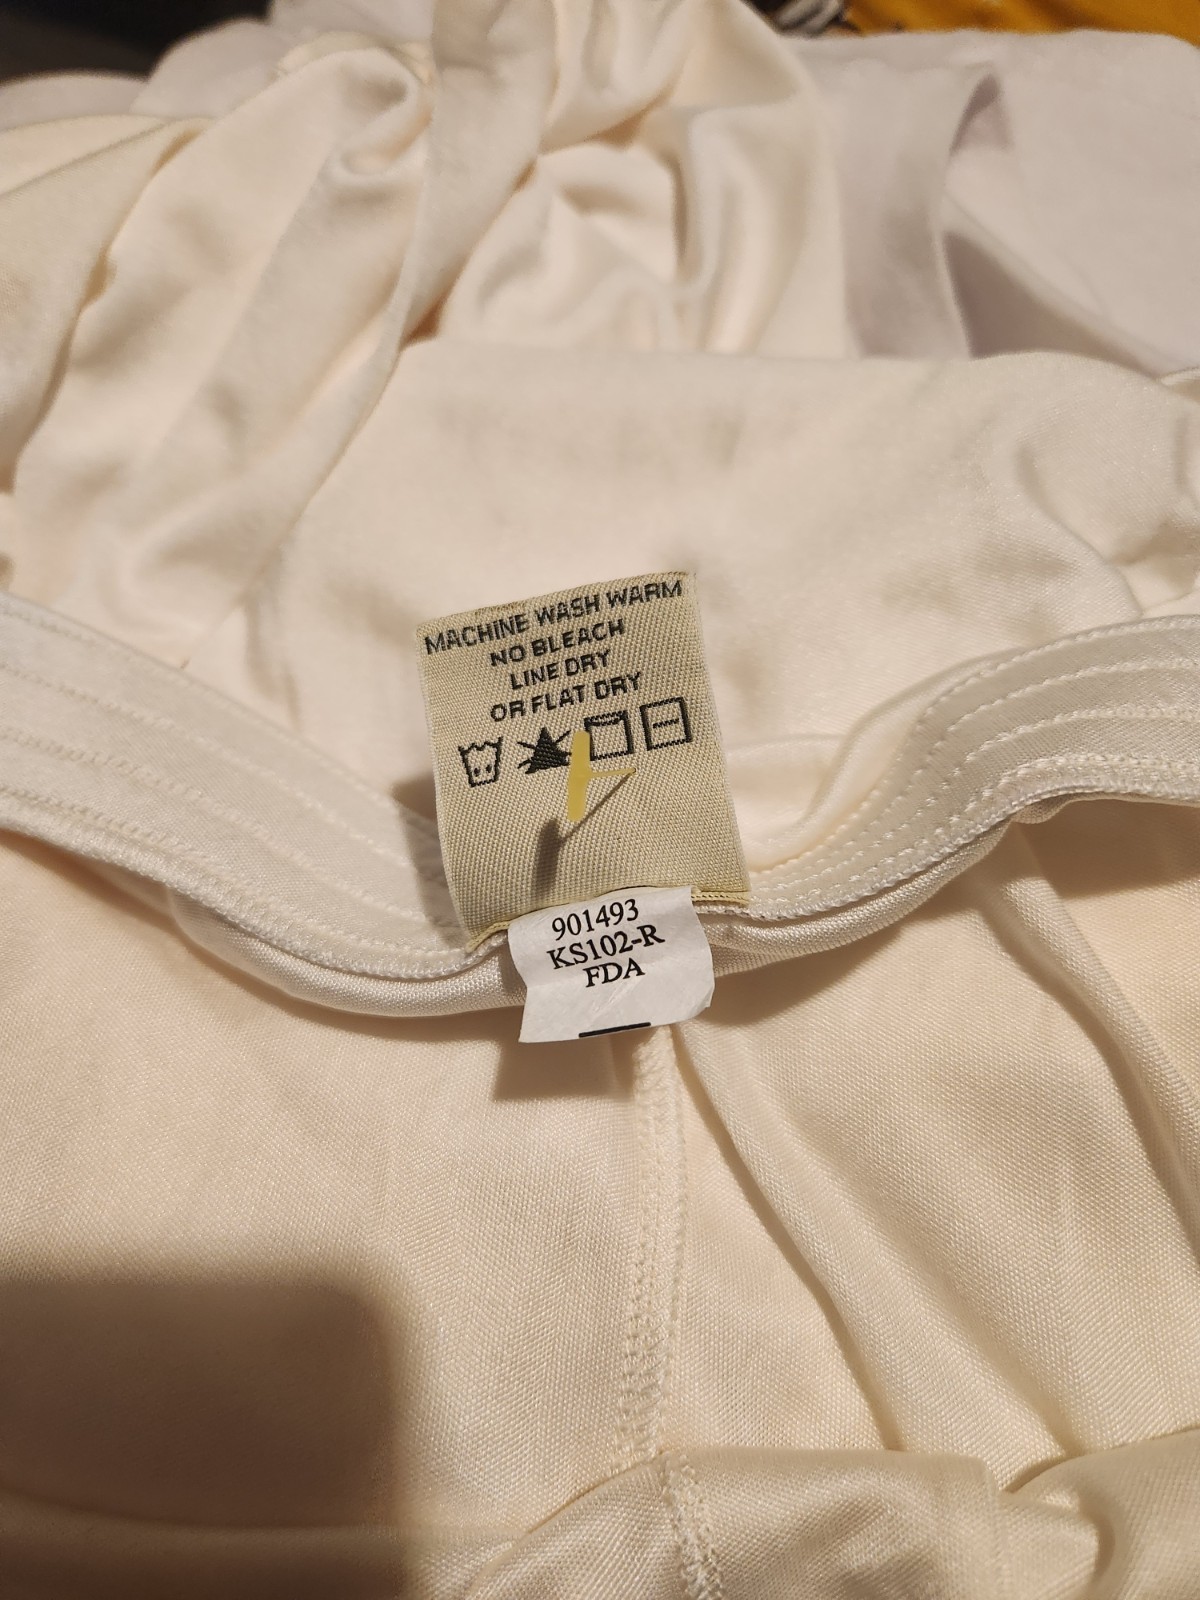 MACHINE WASH WARM
NO BLEACH
LINE DRY
OR FLAT DRY
901493
KS102-R
FDA